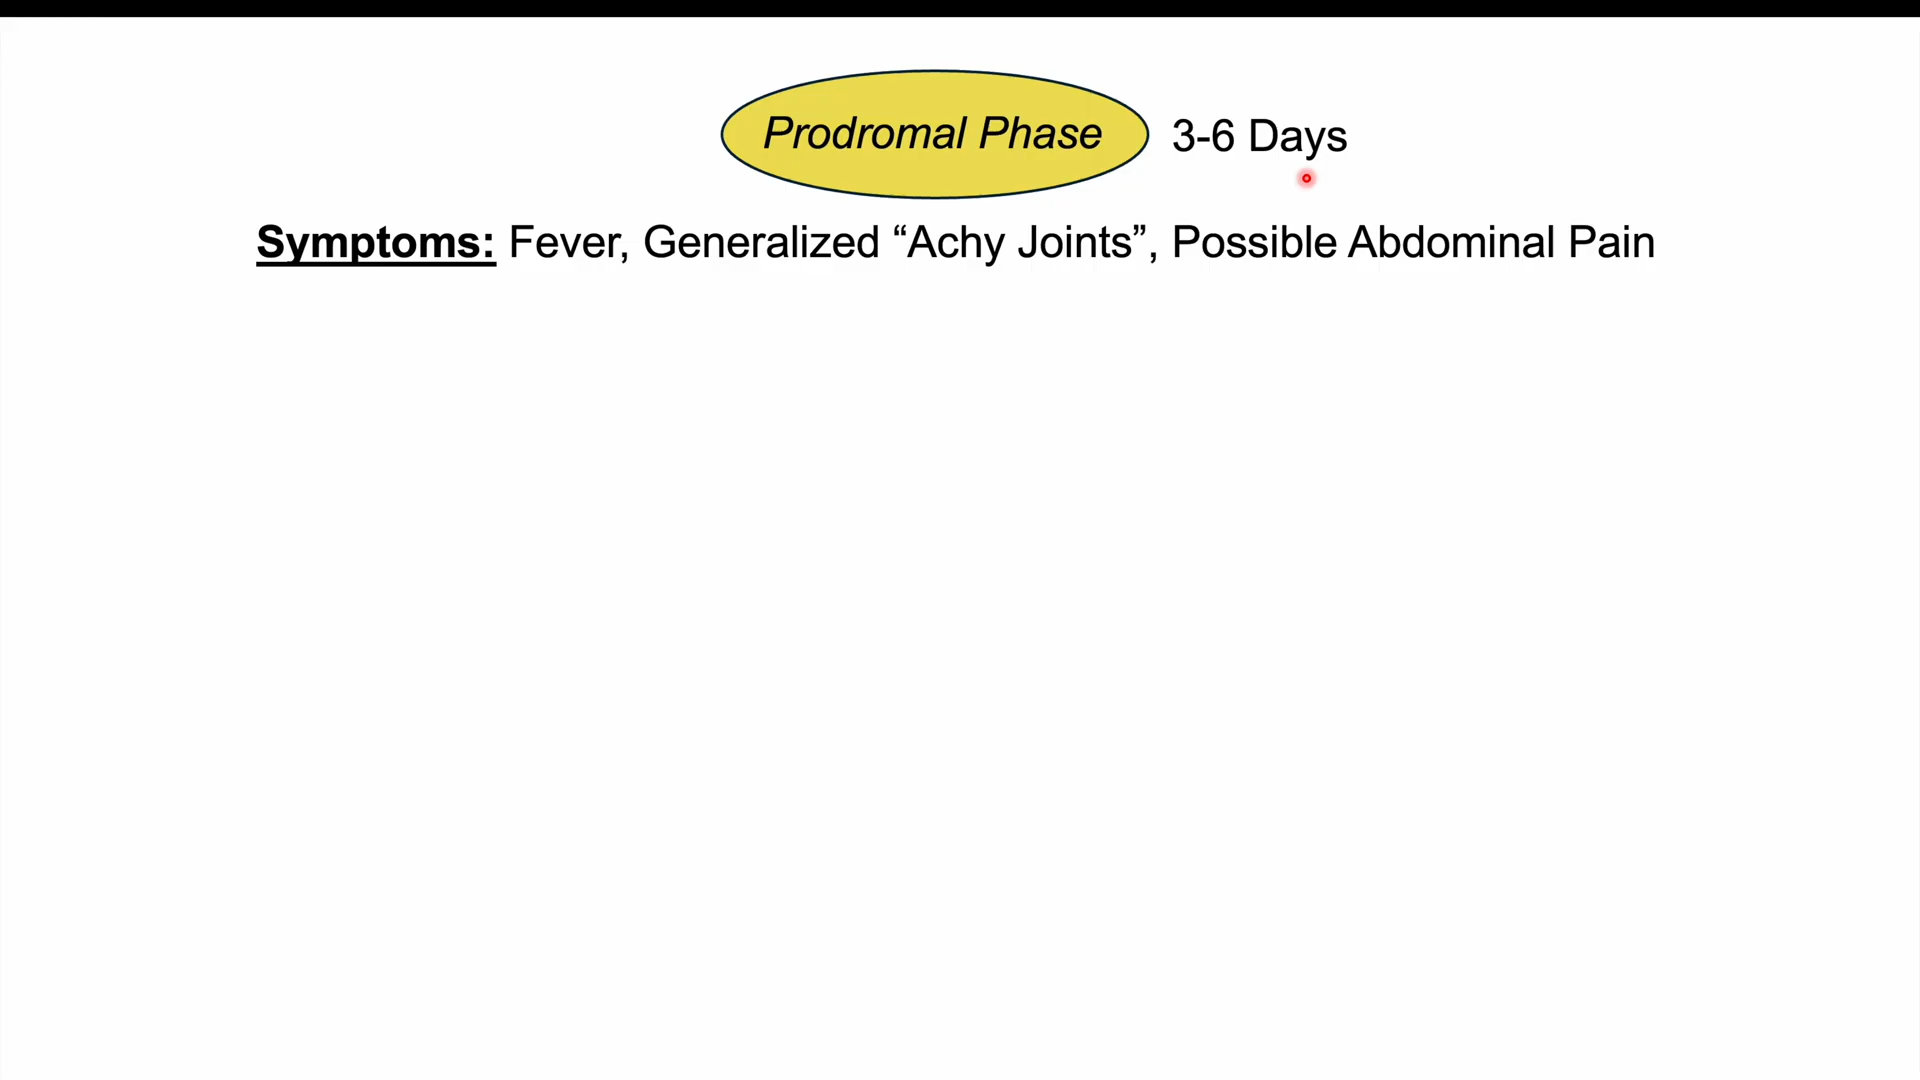 Prodromal Phase 3-6 Days
Symptoms: Fever, Generalized “Achy Joints”, Possible Abdominal Pain